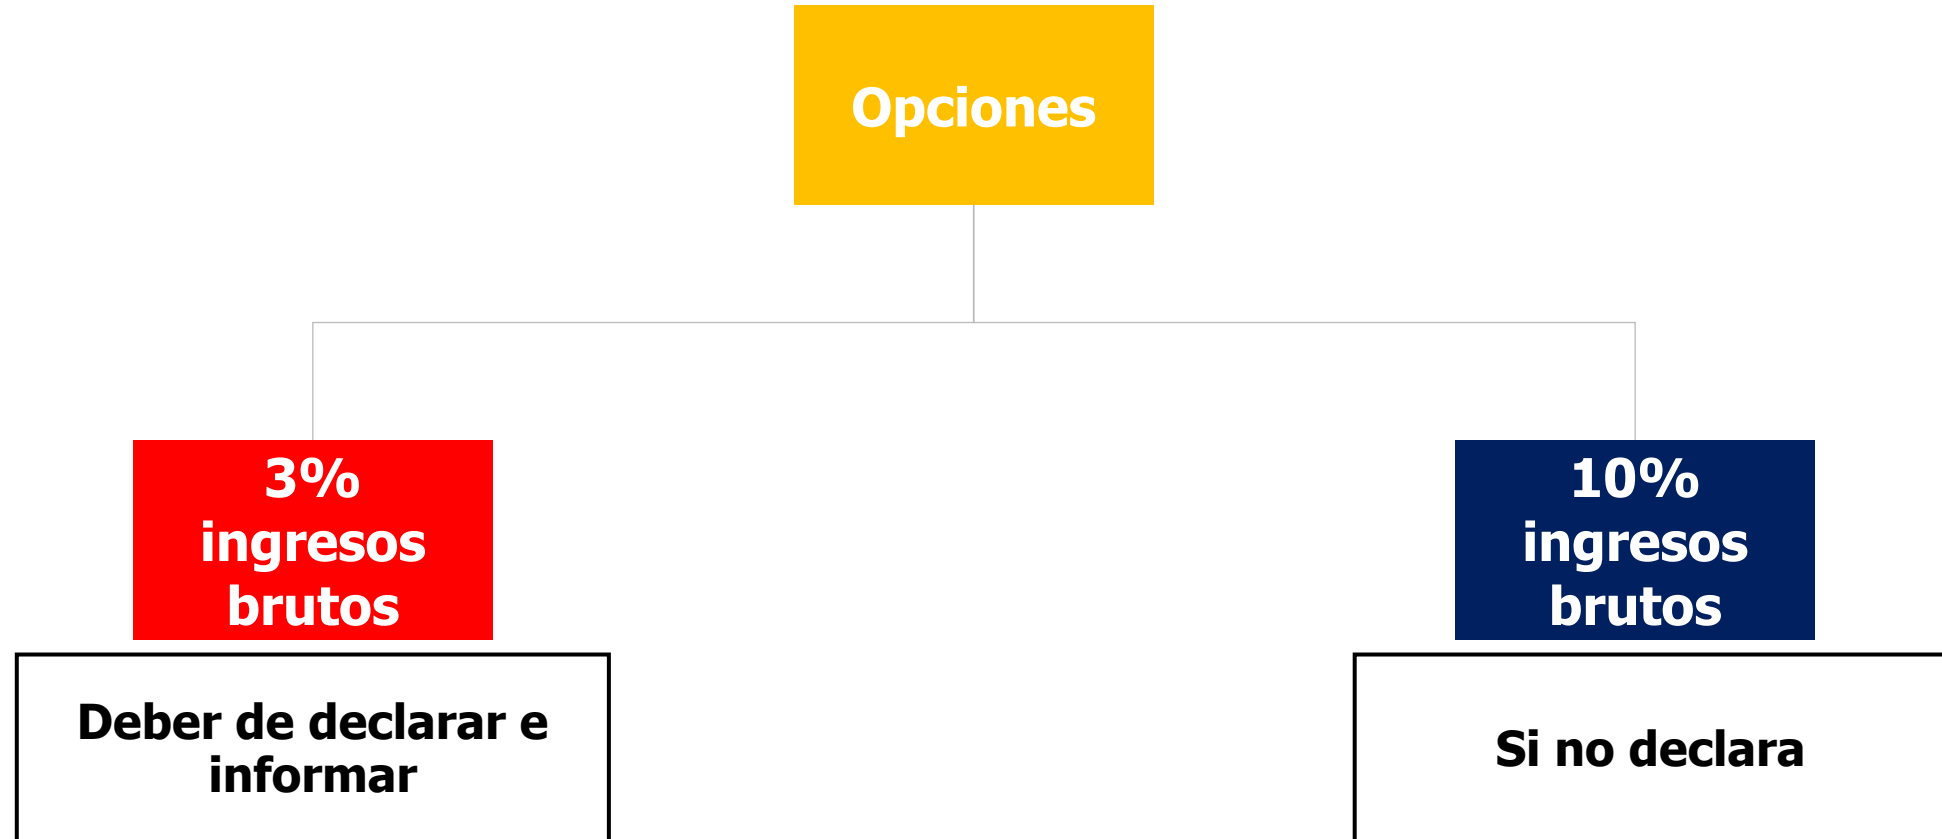 Opciones
3%
ingresos
brutos
Deber de declarar e
informar
10%
ingresos
brutos
Si no declara